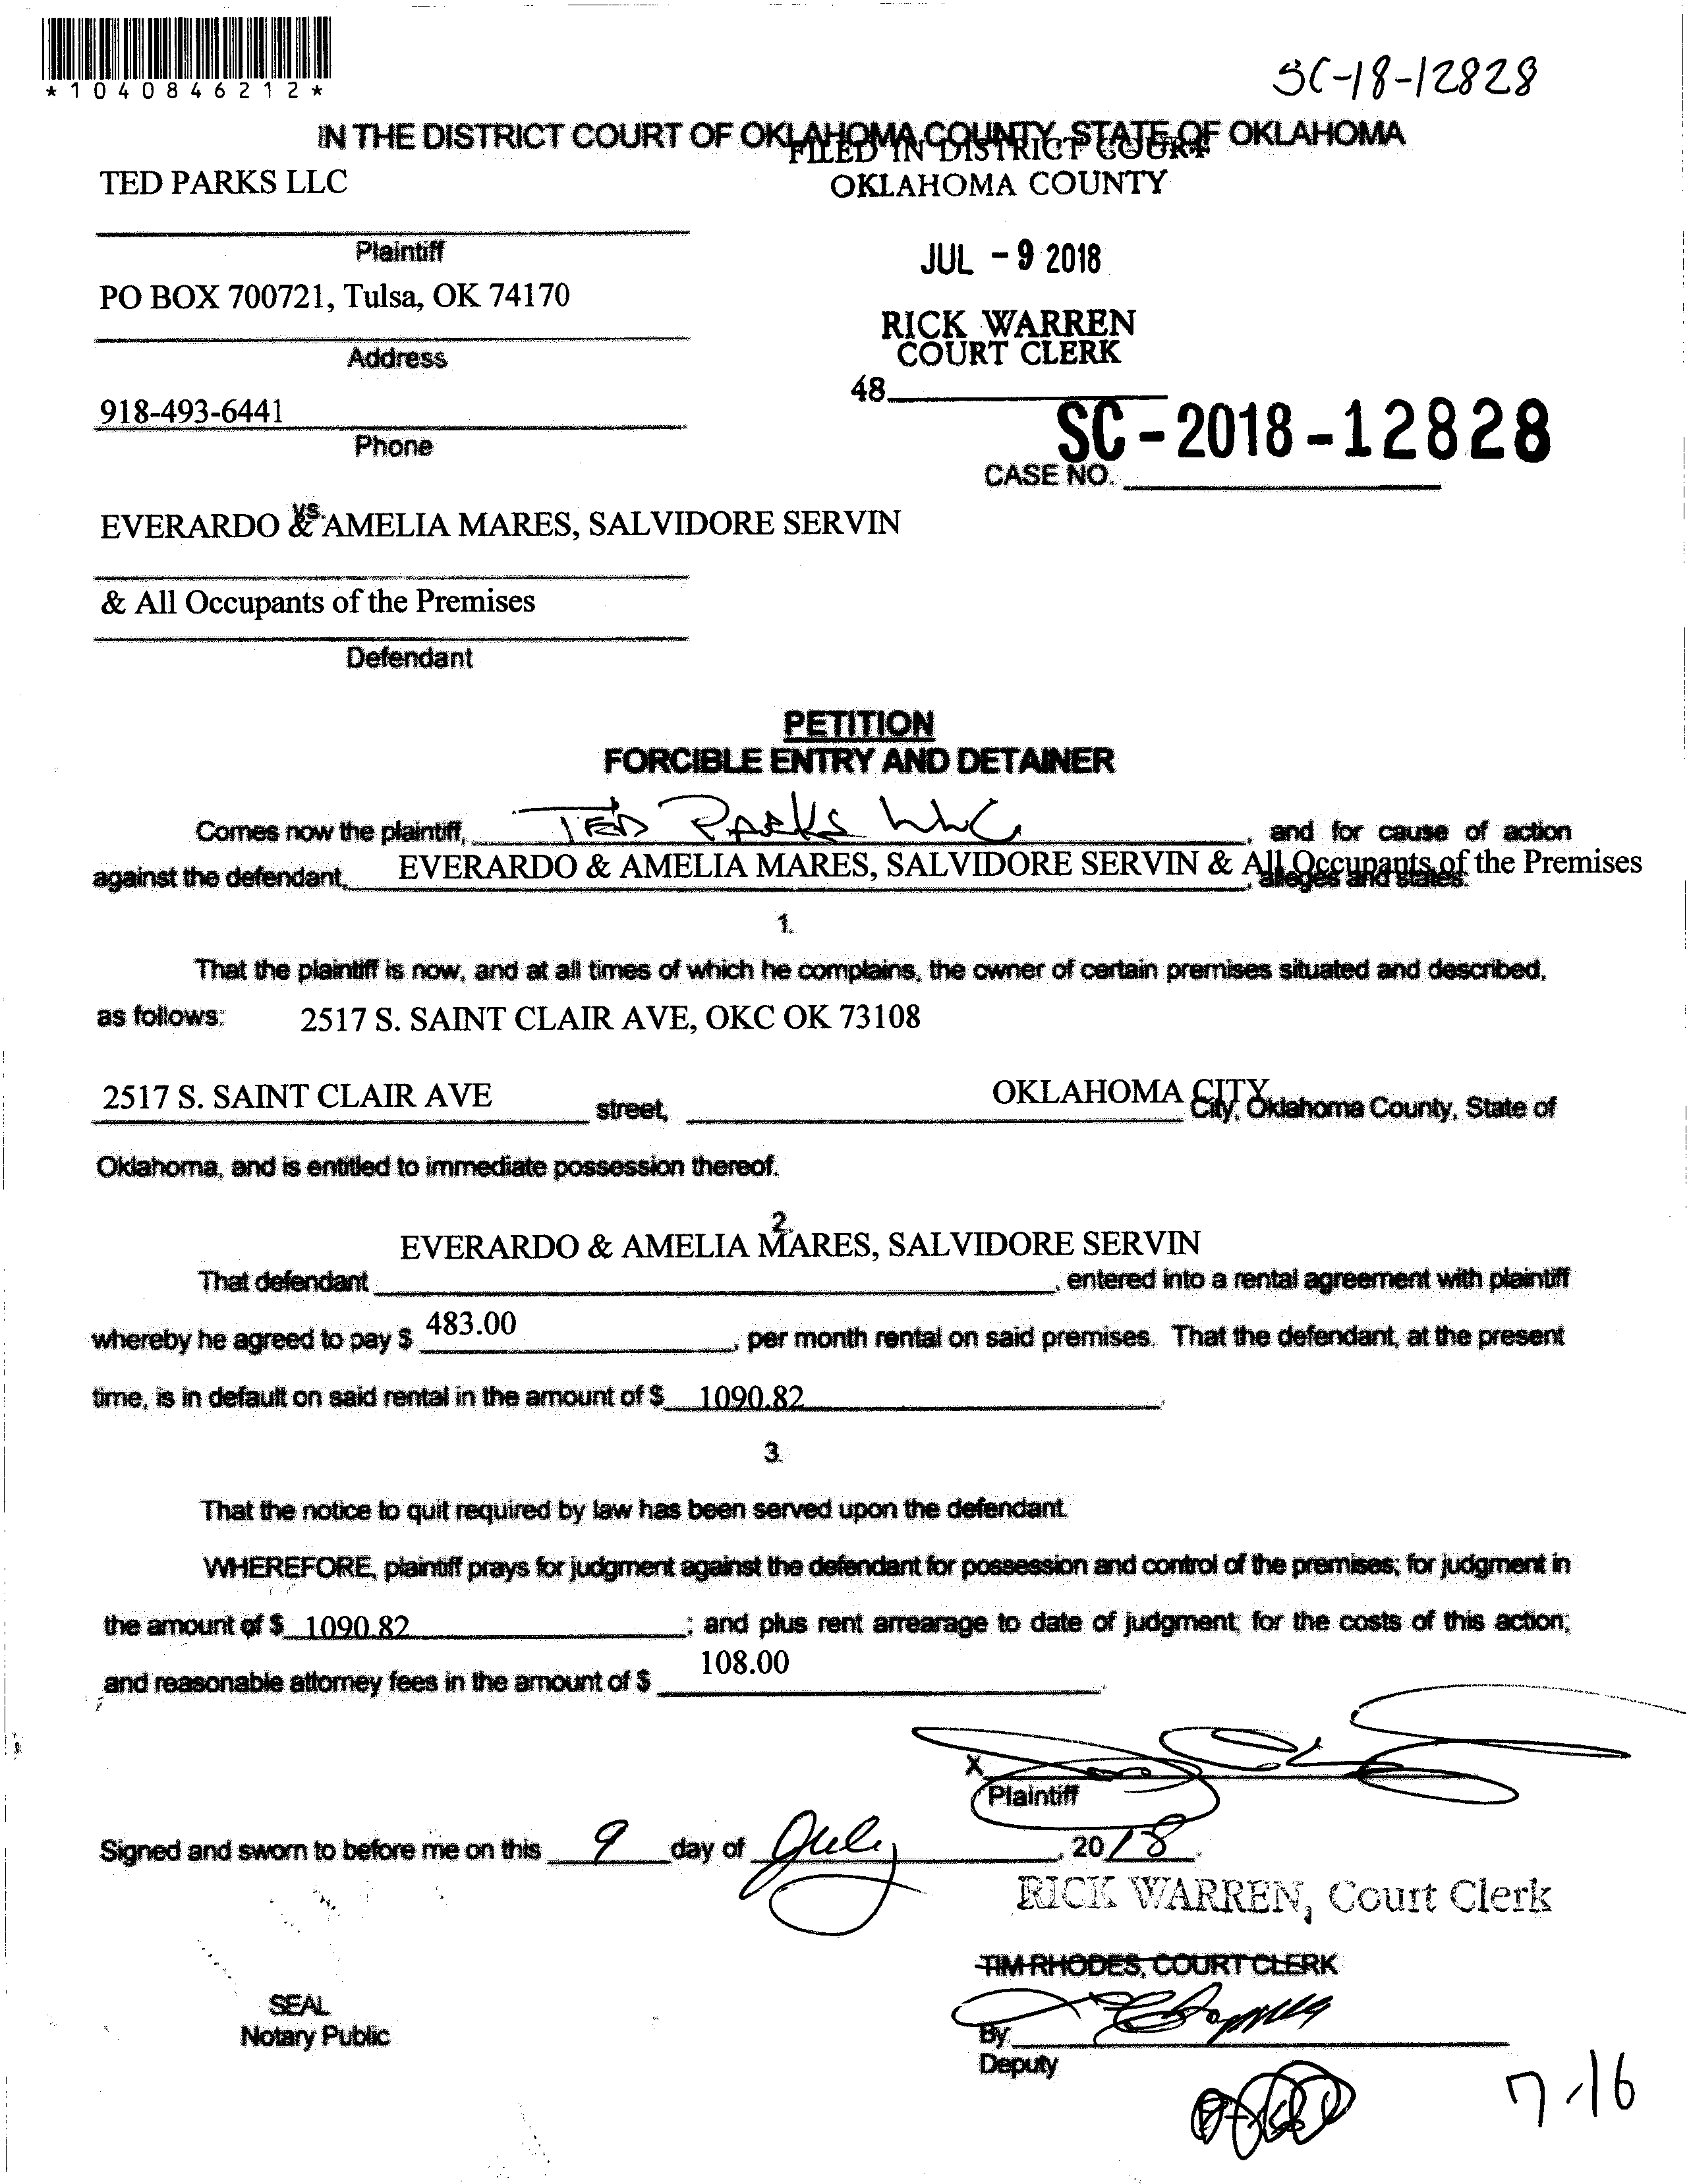 *1040846212*
SC-18-12828
IN THE DISTRICT COURT OF OKLAHOMA COUNTY, STATE OF OKLAHOMA
FILED IN DISTRICT COURT
OKLAHOMA COUNTY
TED PARKS LLC
Plaintiff
JUL - 9 2018
PO BOX 700721, Tulsa, OK 74170
RICK WARREN
COURT CLERK
Address
48
918-493-6441
Phone
SC - 2018 - 12828
CASE NO.
vs.
EVERARDO & AMELIA MARES, SALVIDORE SERVIN
& All Occupants of the Premises
Defendant
PETITION
FORCIBLE ENTRY AND DETAINER
Comes now the plaintiff, TED PARKS LLC, and for cause of action
against the defendant, EVERARDO & AMELIA MARES, SALVIDORE SERVIN & All Occupants of the Premises, alleges and states:
1.
That the plaintiff is now, and at all times of which he complains, the owner of certain premises situated and described,
as follows: 2517 S. SAINT CLAIR AVE, OKC OK 73108
2517 S. SAINT CLAIR AVE street, OKLAHOMA CITY City, Oklahoma County, State of
Oklahoma, and is entitled to immediate possession thereof.
2.
EVERARDO & AMELIA MARES, SALVIDORE SERVIN
That defendant , entered into a rental agreement with plaintiff
whereby he agreed to pay $ 483.00, per month rental on said premises. That the defendant, at the present
time, is in default on said rental in the amount of $ 1090.82.
3.
That the notice to quit required by law has been served upon the defendant.
WHEREFORE, plaintiff prays for judgment against the defendant for possession and control of the premises; for judgment in
the amount of $ 1090.82; and plus rent arrearage to date of judgment; for the costs of this action;
and reasonable attorney fees in the amount of $ 108.00.
X
Plaintiff
Signed and sworn to before me on this 9 day of July, 2018.
RICK WARREN, Court Clerk
TIM RHODES, COURT CLERK
SEAL
Notary Public
By
Deputy
7-16